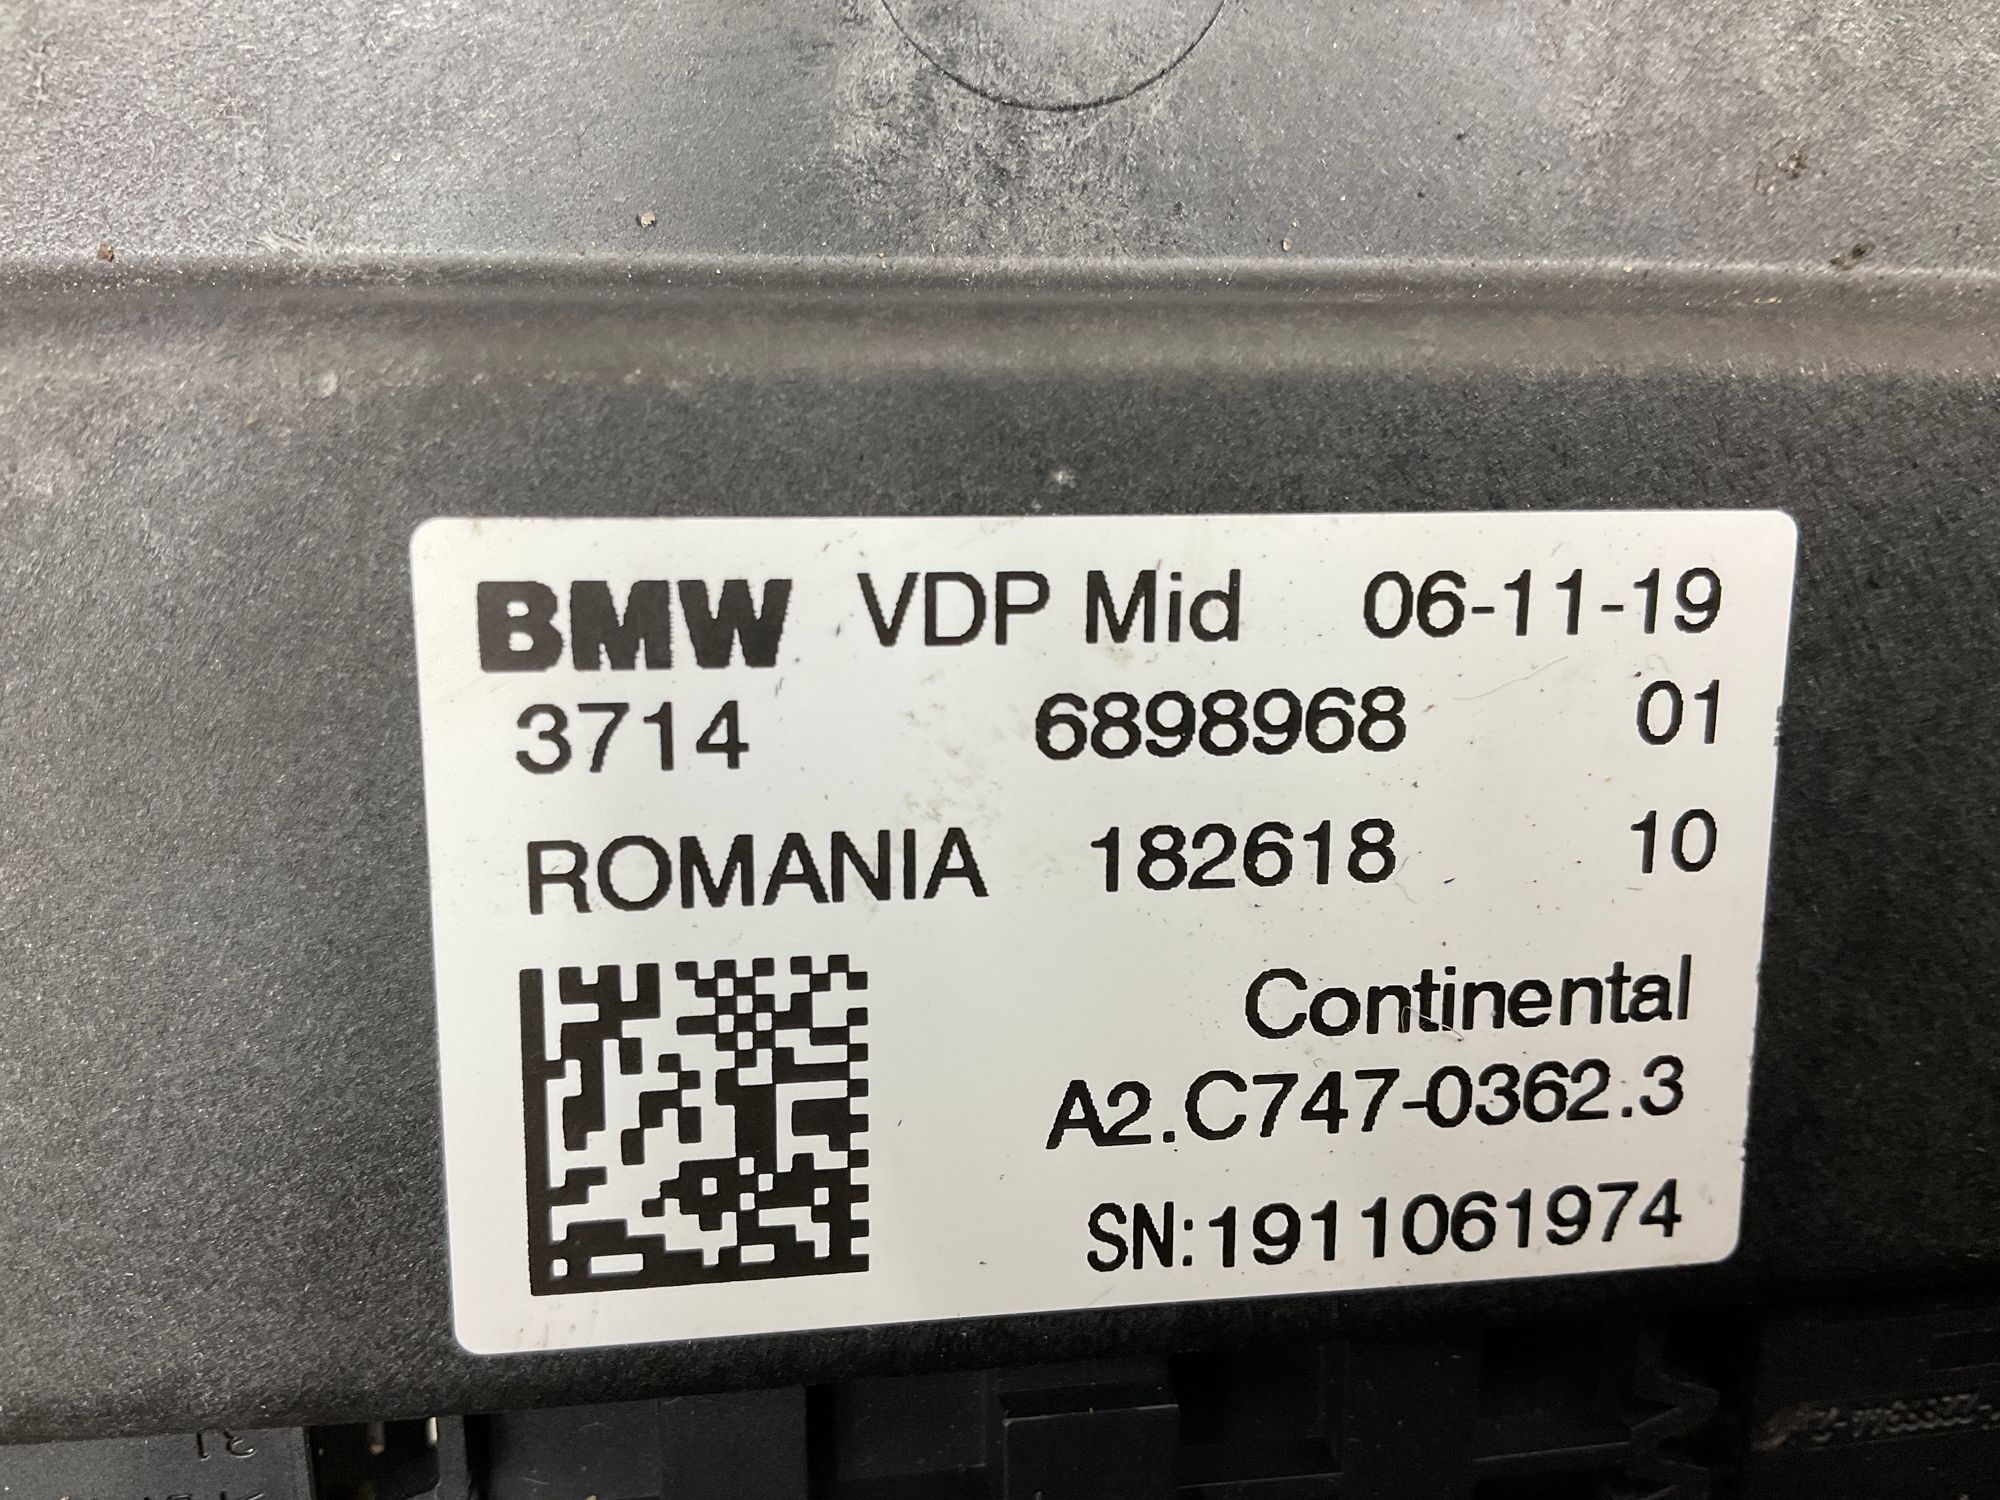 BMW VDP Mid 06-11-19
3714 6898968 01
ROMANIA 182618 10
Continental
A2.C747-0362.3
SN:1911061974
31